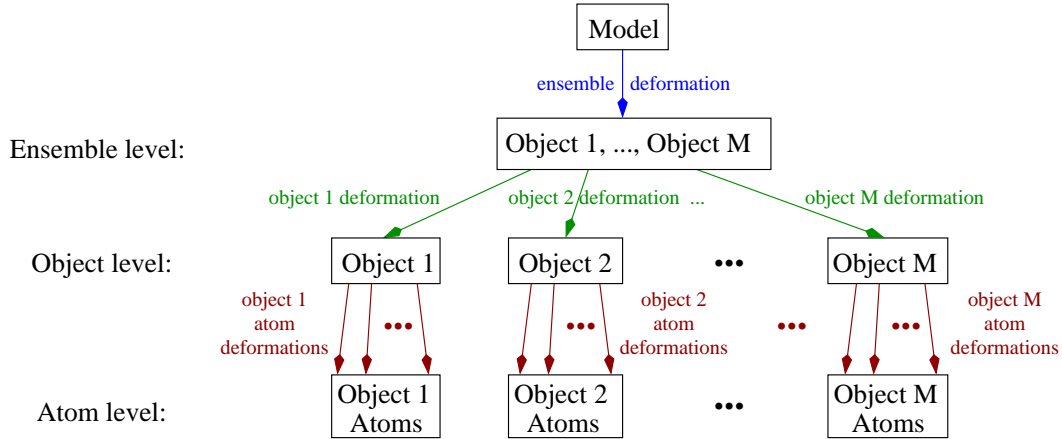 Model
ensemble deformation
Ensemble level:
Object 1, ..., Object M
object 1 deformation
object 2 deformation ...
object M deformation
Object level:
Object 1
Object 2
•••
Object M
object 1
atom
deformations
•••
•••
object 2
atom
deformations
•••
•••
object M
atom
deformations
Atom level:
Object 1
Atoms
Object 2
Atoms
•••
Object M
Atoms